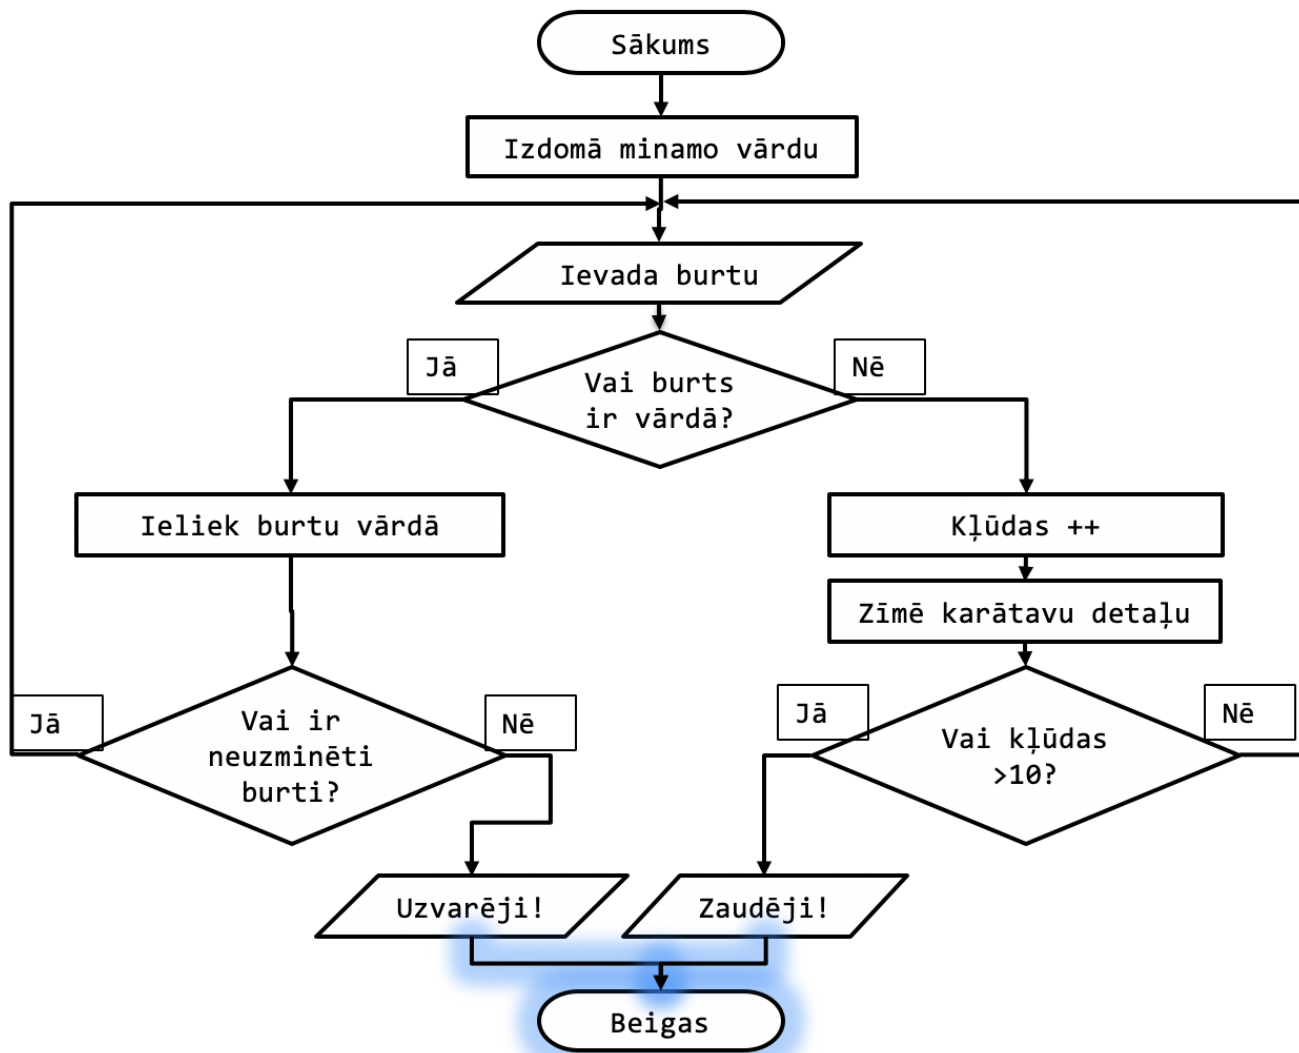 Sākums
Izdomā minamo vārdu
Ievada burtu
Jā
Nē
Vai burts
ir vārdā?
Ieliek burtu vārdā
Kļūdas ++
Zīmē karātavu detaļu
Jā
Vai ir
neuzminēti
burti?
Nē
Jā
Vai kļūdas
>10?
Nē
Uzvarēji!
Zaudēji!
Beigas